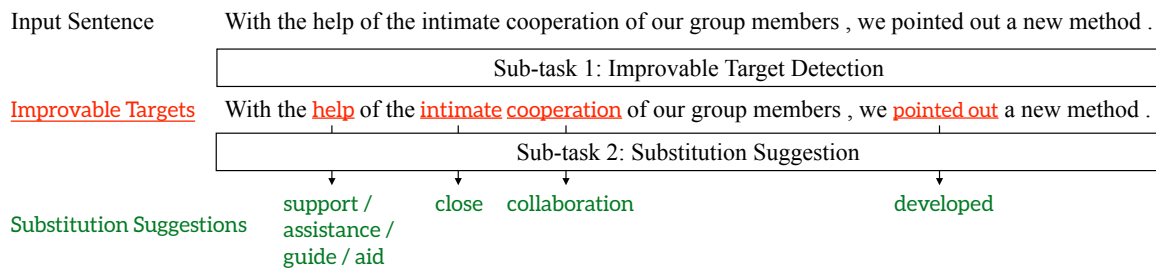 Input Sentence With the help of the intimate cooperation of our group members , we pointed out a new method .
Sub-task 1: Improvable Target Detection
Improvable Targets With the help of the intimate cooperation of our group members , we pointed out a new method .
Sub-task 2: Substitution Suggestion
Substitution Suggestions support / assistance / guide / aid close collaboration developed